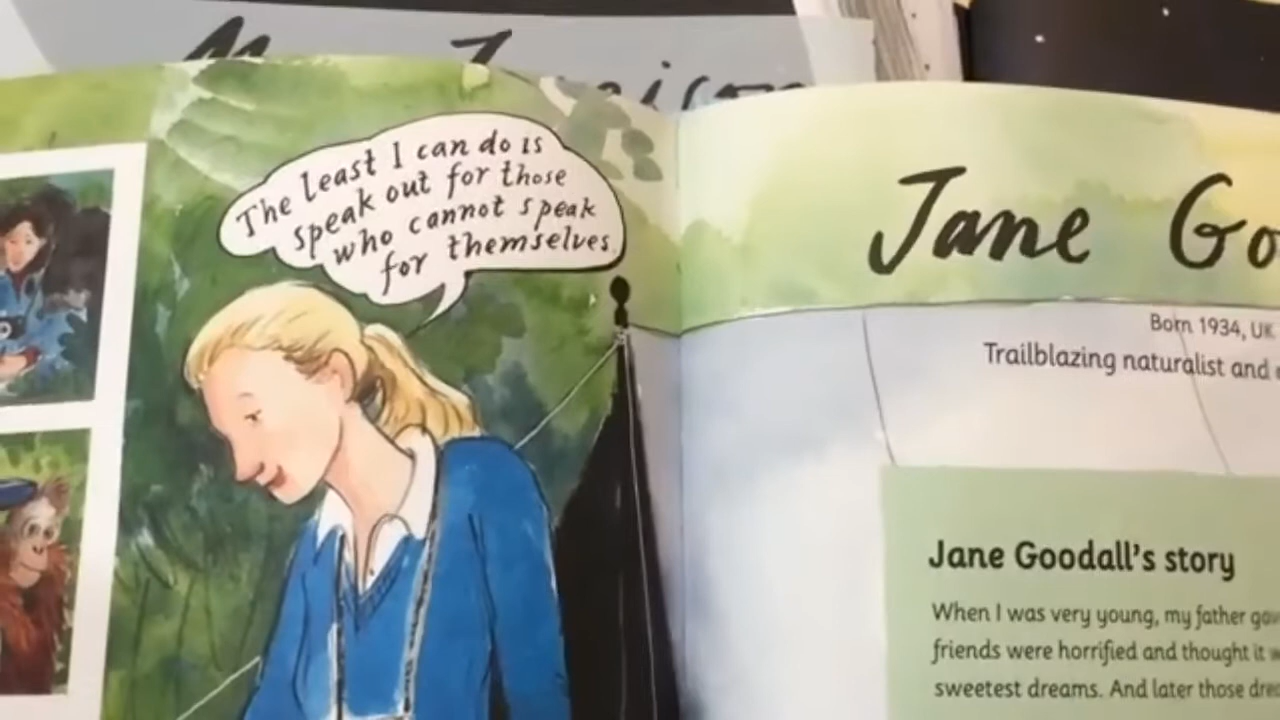 The least I can do is
speak out for those
who cannot speak
for themselves
Jane Go
Born 1934, UK
Trailblazing naturalist and
Jane Goodall's story
When I was very young, my father
friends were horrified and thought it
sweetest dreams. And later those